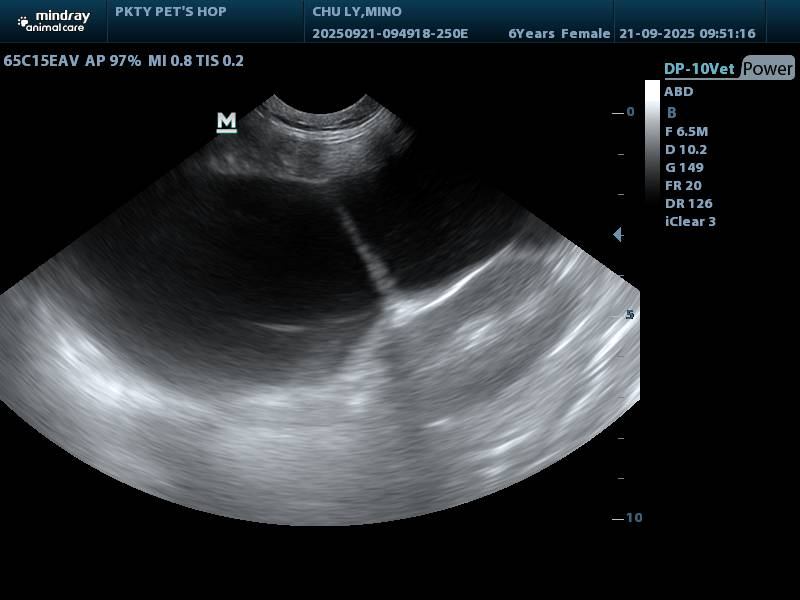 mindray
animalcare
PKTY PET'S HOP
CHU LY,MINO
20250921-094918-250E
6Years Female
21-09-2025 09:51:16
65C15EAV AP 97% MI 0.8 TIS 0.2
DP-10Vet
Power
M
ABD
B
F 6.5M
D 10.2
G 149
FR 20
DR 126
iClear 3
0
5
10